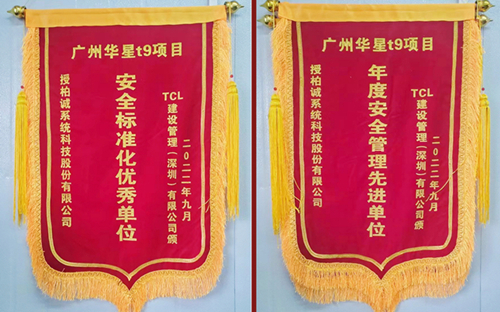 广州华星t9项目
授柏诚系统科技股份有限公司
安全标准化优秀单位
TCL建设管理(深圳)有限公司颁
二〇二二年九月
广州华星t9项目
授柏诚系统科技股份有限公司
年度安全管理先进单位
TCL建设管理(深圳)有限公司颁
二〇二二年九月